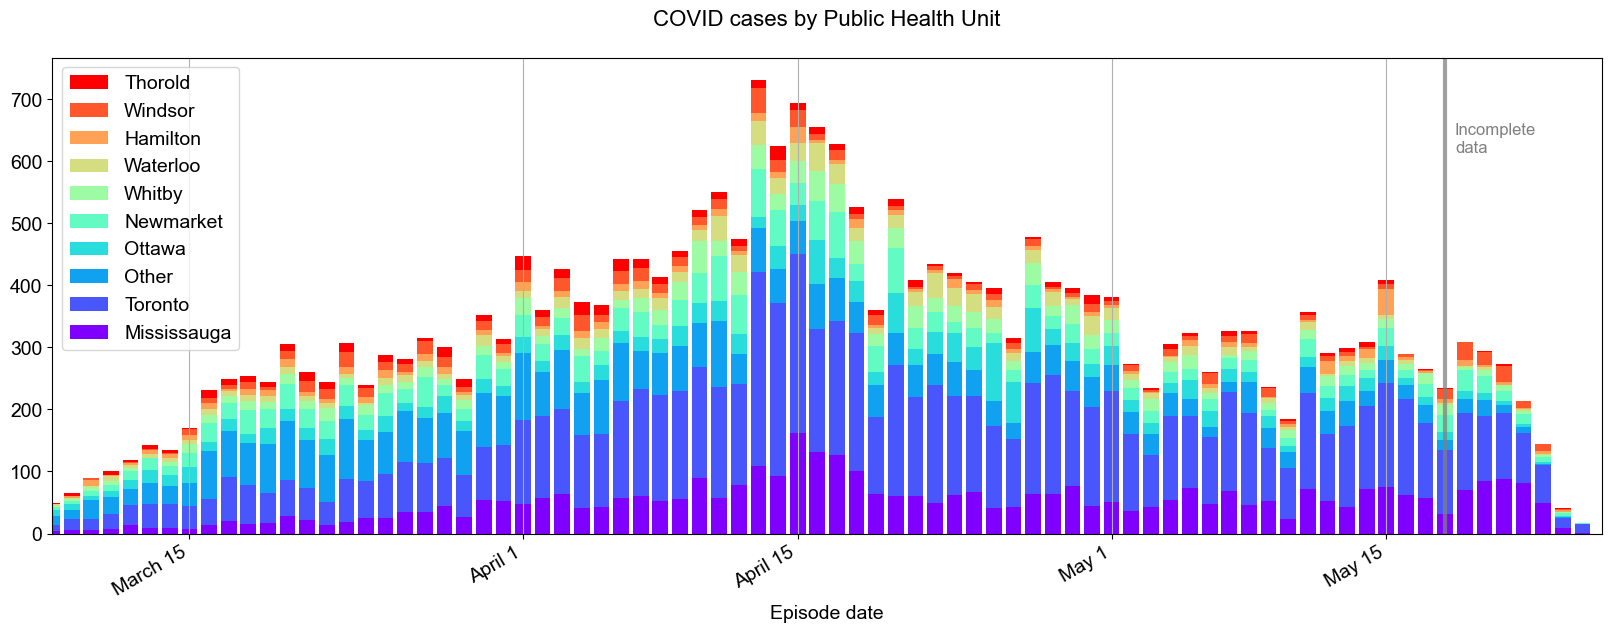 COVID cases by Public Health Unit
Thorold
Windsor
Hamilton
Waterloo
Whitby
Newmarket
Ottawa
Other
Toronto
Mississauga
Incomplete
data
700
600
500
400
300
200
100
0
March 15
April 1
April 15
May 1
May 15
Episode date